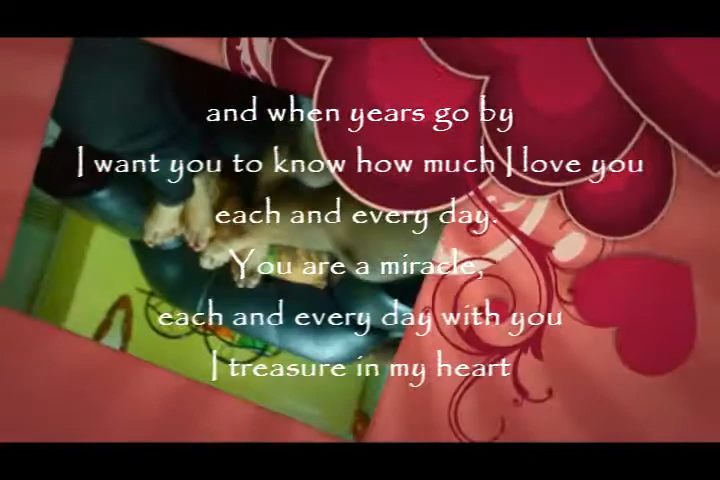 and when years go by
I want you to know how much I love you
each and every day.
You are a miracle,
each and every day with you
I treasure in my heart